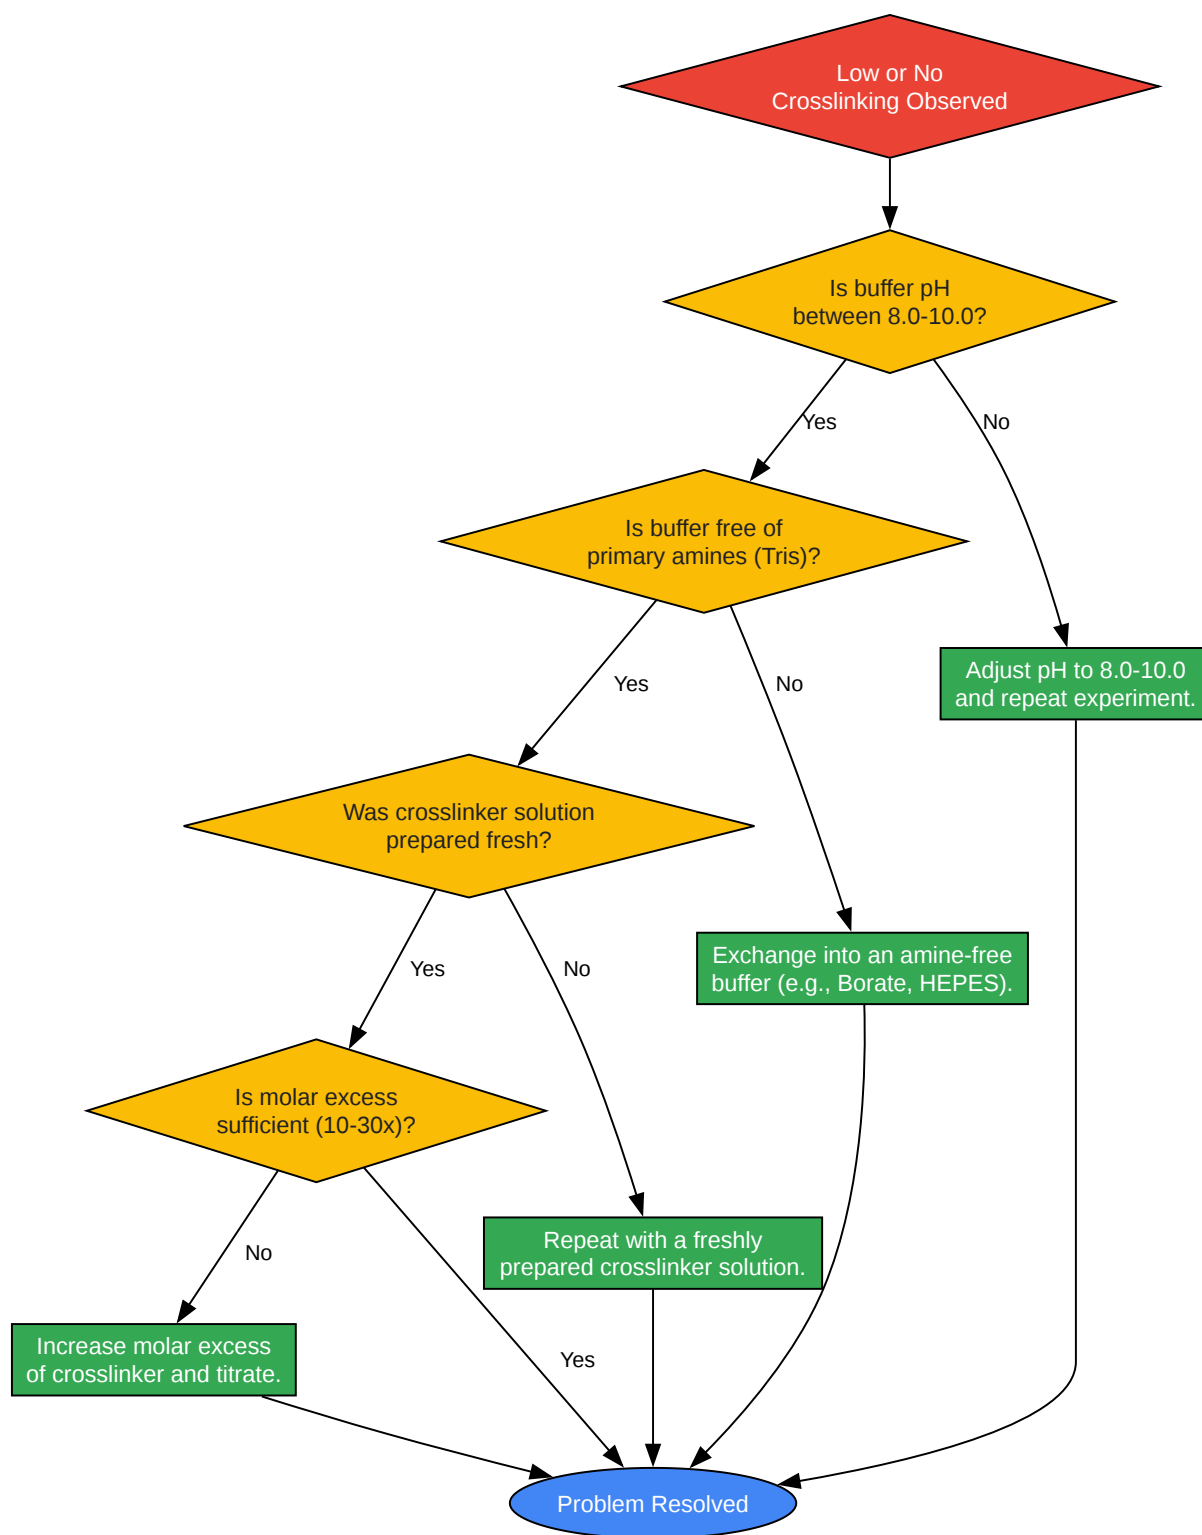 Low or No
Crosslinking Observed
Is buffer pH
between 8.0-10.0?
Yes
No
Is buffer free of
primary amines (Tris)?
Yes
No
Adjust pH to 8.0-10.0
and repeat experiment.
Was crosslinker solution
prepared fresh?
Yes
No
Exchange into an amine-free
buffer (e.g., Borate, HEPES).
Is molar excess
sufficient (10-30x)?
No
Yes
Repeat with a freshly
prepared crosslinker solution.
Increase molar excess
of crosslinker and titrate.
Problem Resolved